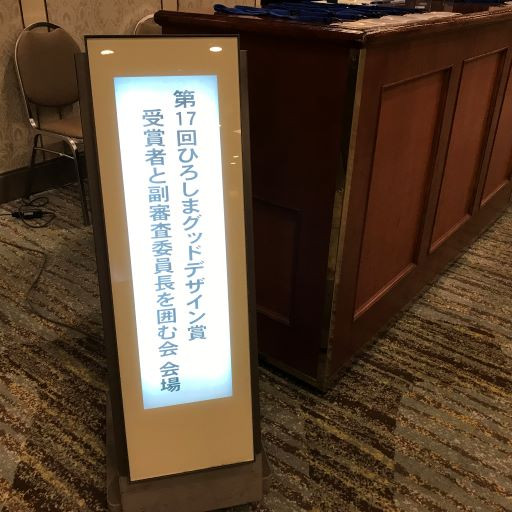 第17回ひろしまグッドデザイン賞
受賞者と副審査委員長を囲む会 会場